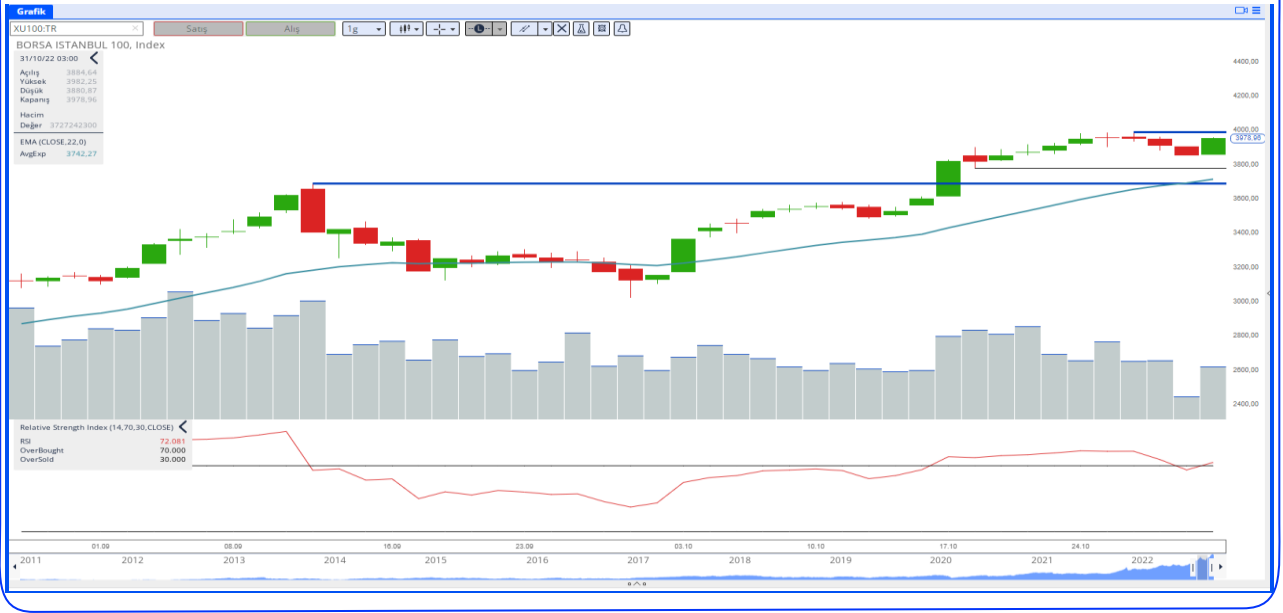 Grafik
XU100:TR
Satış
Alış
1g
BORSA ISTANBUL 100, Index
31/10/22 03:00
Açılış 3884,64
Yüksek 3982,25
Düşük 3880,87
Kapanış 3978,96
Hacim
Değer 3727242300
EMA (CLOSE,22,0)
AvgExp 3742,27
4400,00
4200,00
4000,00
3978,96
3800,00
3600,00
3400,00
3200,00
3000,00
2800,00
2600,00
2400,00
Relative Strength Index (14,70,30,CLOSE)
RSI 72.081
OverBought 70.000
OverSold 30.000
01.09 08.09 16.09 23.09 03.10 10.10 17.10 24.10
2011 2012 2013 2014 2015 2016 2017 2018 2019 2020 2021 2022